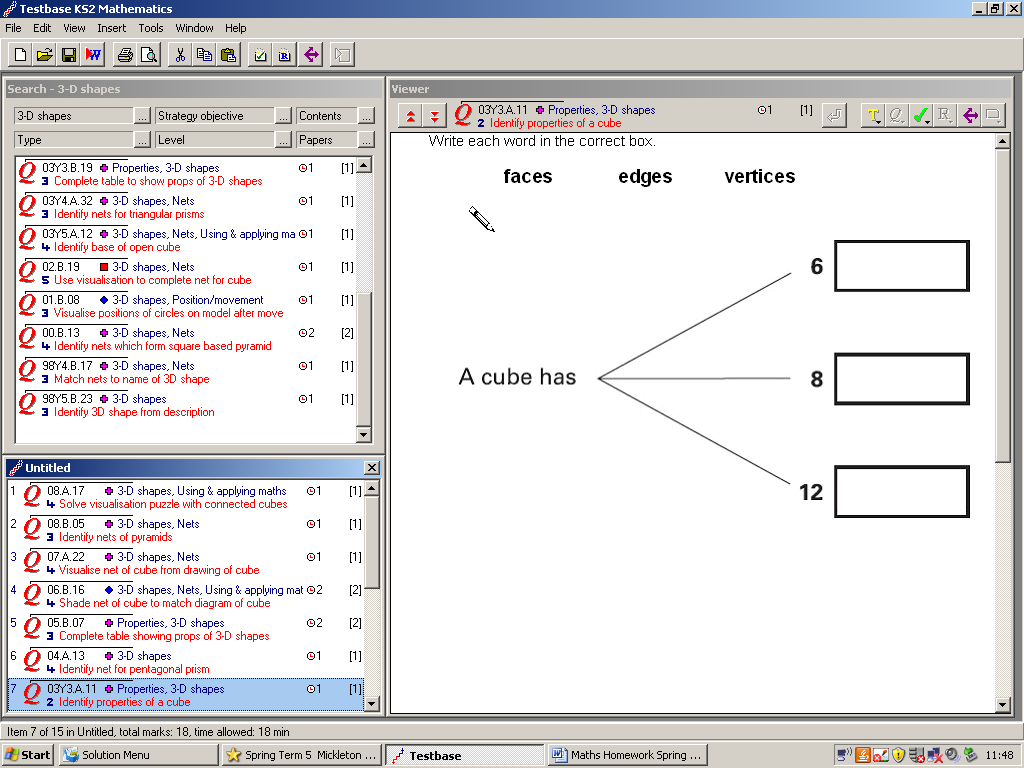 Testbase KS2 Mathematics
File Edit View Insert Tools Window Help
Search - 3-D shapes
3-D shapes ... Strategy objective ... Contents ...
Type ... Level ... Papers ...
03Y3.B.19 Properties, 3-D shapes 1 [1]
3 Complete table to show props of 3-D shapes
03Y4.A.32 3-D shapes, Nets 1 [1]
3 Identify nets for triangular prisms
03Y5.A.12 3-D shapes, Nets, Using & applying ma 1 [1]
4 Identify base of open cube
02.B.19 3-D shapes, Nets 1 [1]
5 Use visualisation to complete net for cube
01.B.08 3-D shapes, Position/movement 1 [1]
3 Visualise positions of circles on model after move
00.B.13 3-D shapes, Nets 2 [2]
4 Identify nets which form square based pyramid
98Y4.B.17 3-D shapes, Nets 1 [1]
3 Match nets to name of 3D shape
98Y5.B.23 3-D shapes 1 [1]
3 Identify 3D shape from description
Untitled
1 08.A.17 3-D shapes, Using & applying maths 1 [1]
4 Solve visualisation puzzle with connected cubes
2 08.B.05 3-D shapes, Nets 1 [1]
3 Identify nets of pyramids
3 07.A.22 3-D shapes, Nets 1 [1]
4 Visualise net of cube from drawing of cube
4 06.B.16 3-D shapes, Nets, Using & applying mat 2 [2]
4 Shade net of cube to match diagram of cube
5 05.B.07 Properties, 3-D shapes 2 [2]
3 Complete table showing props of 3-D shapes
6 04.A.13 3-D shapes 1 [1]
4 Identify net for pentagonal prism
7 03Y3.A.11 Properties, 3-D shapes 1 [1]
2 Identify properties of a cube
Viewer
03Y3.A.11 Properties, 3-D shapes 1 [1]
2 Identify properties of a cube
Write each word in the correct box.
faces edges vertices
6
A cube has 8
12
Item 7 of 15 in Untitled, total marks: 18, time allowed: 18 min
Start Solution Menu Spring Term 5 Mickleton ... Testbase Maths Homework Spring ... 11:48